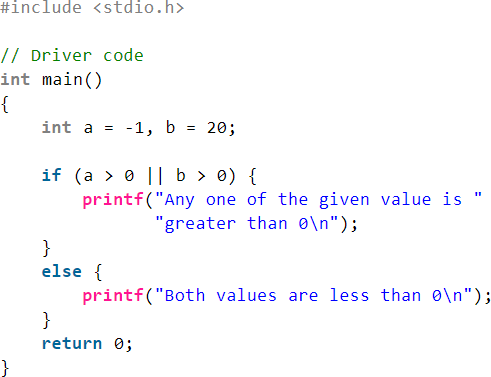 #include <stdio.h>

// Driver code
int main()
{
    int a = -1, b = 20;

    if (a > 0 || b > 0) {
        printf("Any one of the given value is "
               "greater than 0\n");
    }
    else {
        printf("Both values are less than 0\n");
    }
    return 0;
}